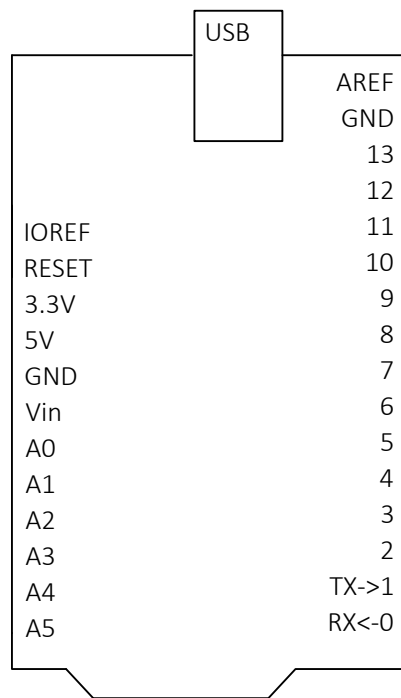 USB
AREF
GND
13
12
11
10
9
8
7
6
5
4
3
2
TX->1
RX<-0
IOREF
RESET
3.3V
5V
GND
Vin
A0
A1
A2
A3
A4
A5